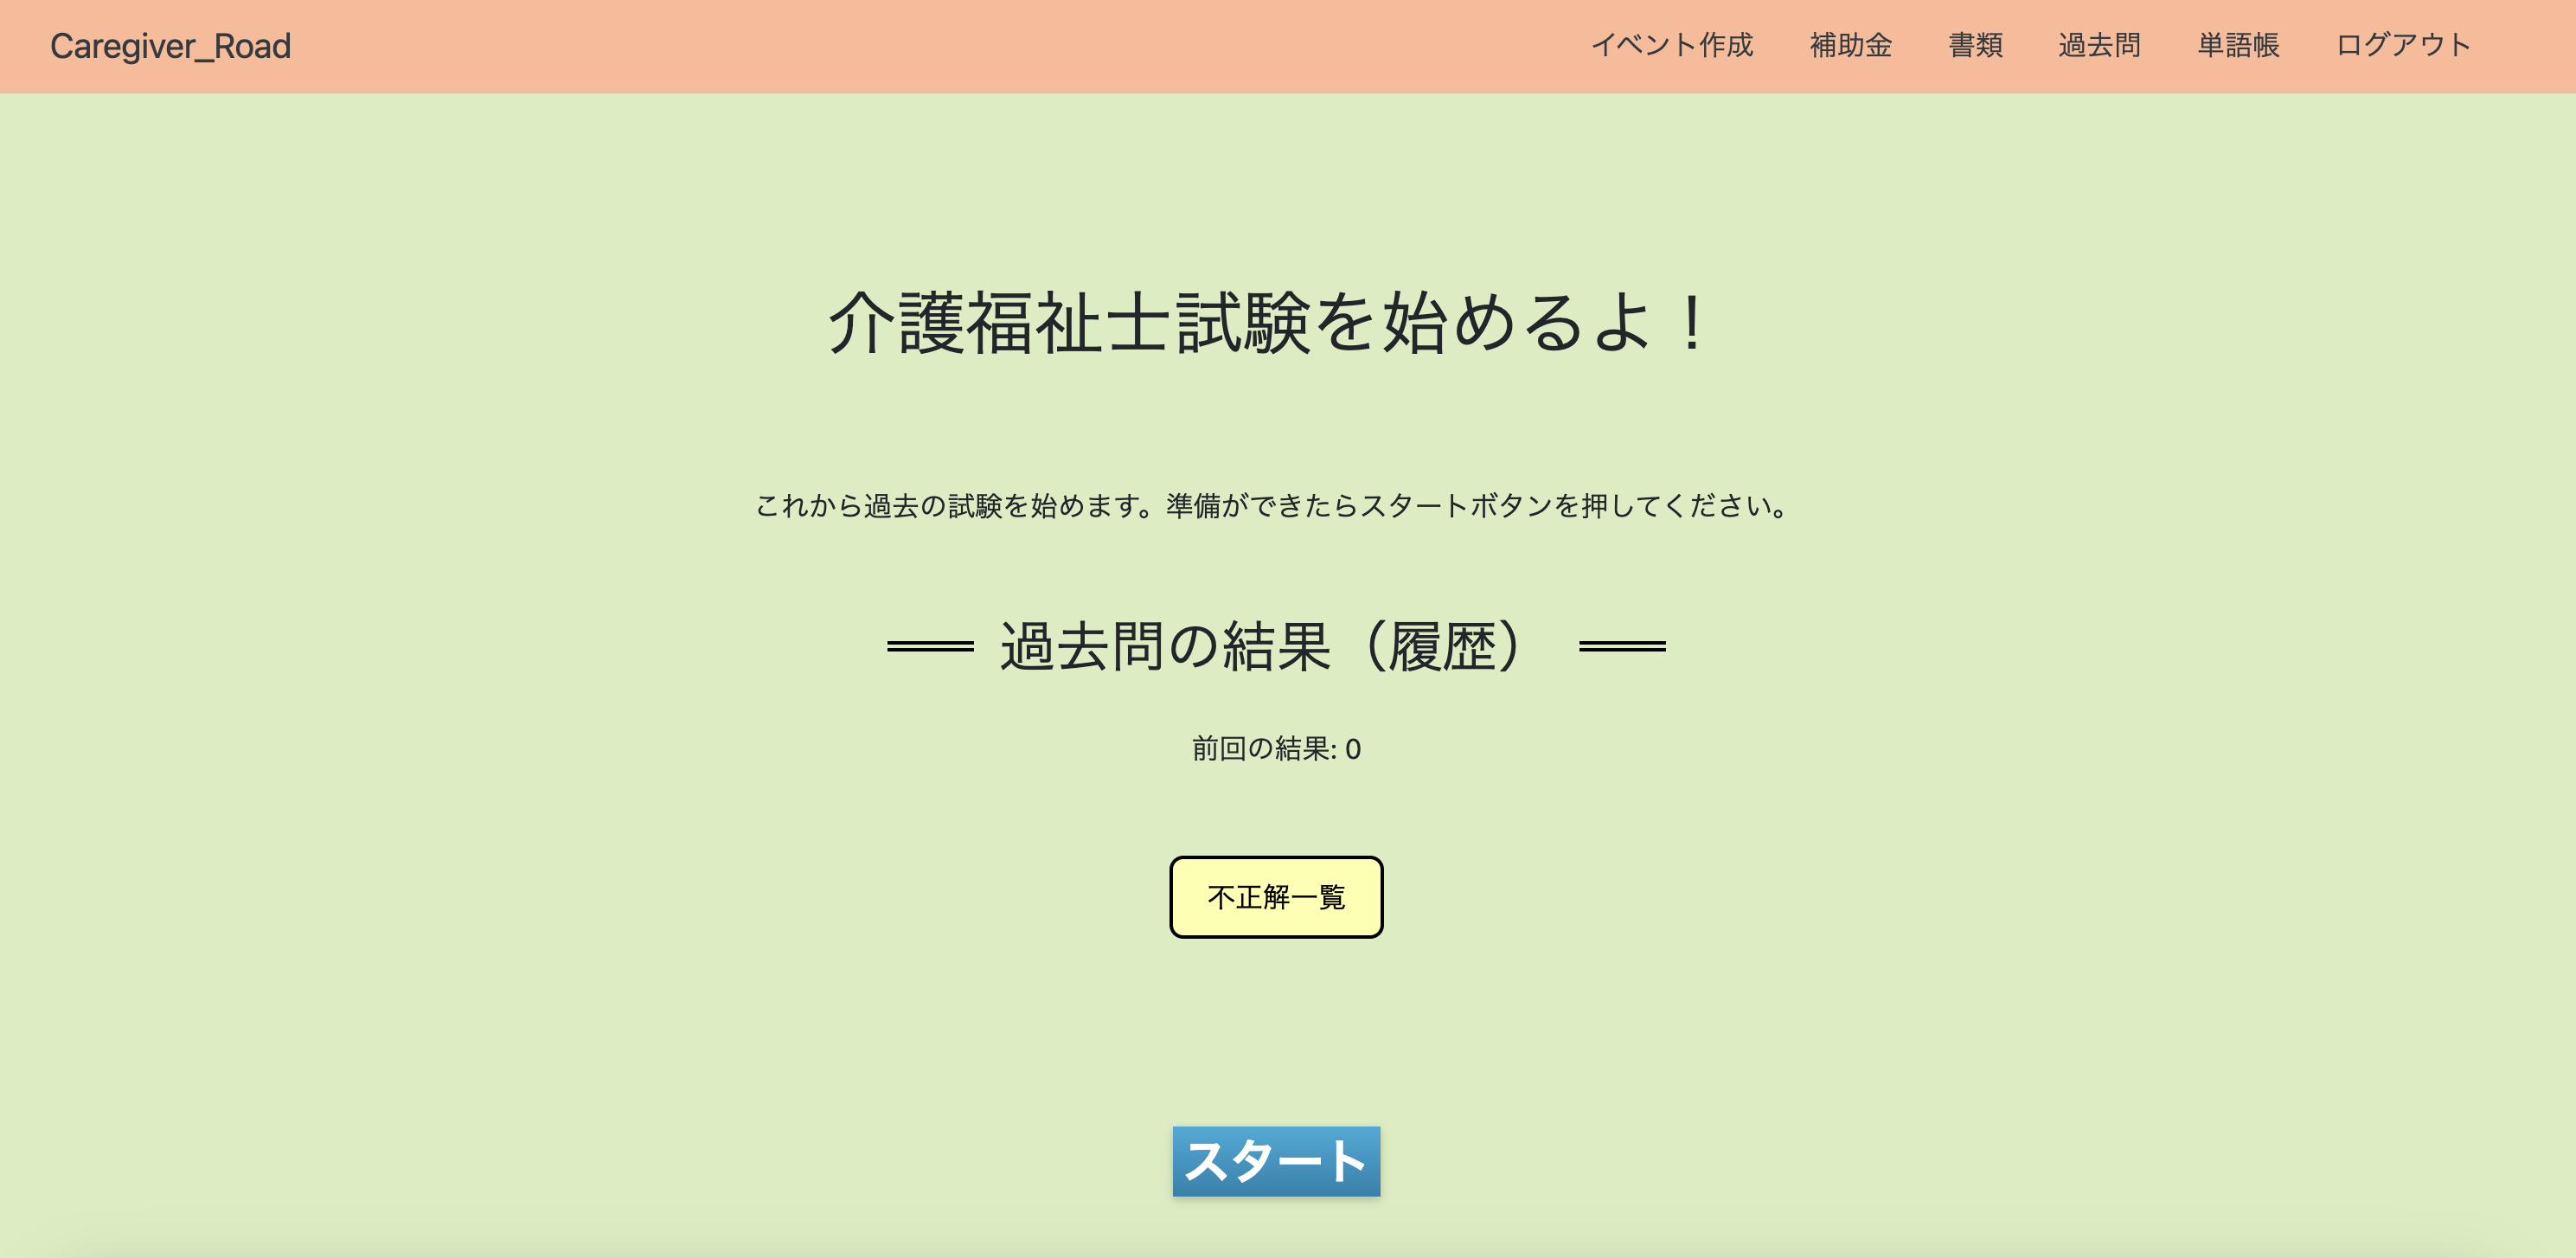 Caregiver_Road
イベント作成 補助金 書類 過去問 単語帳 ログアウト
介護福祉士試験を始めるよ！
これから過去の試験を始めます。準備ができたらスタートボタンを押してください。
過去問の結果（履歴）
前回の結果: 0
不正解一覧
スタート